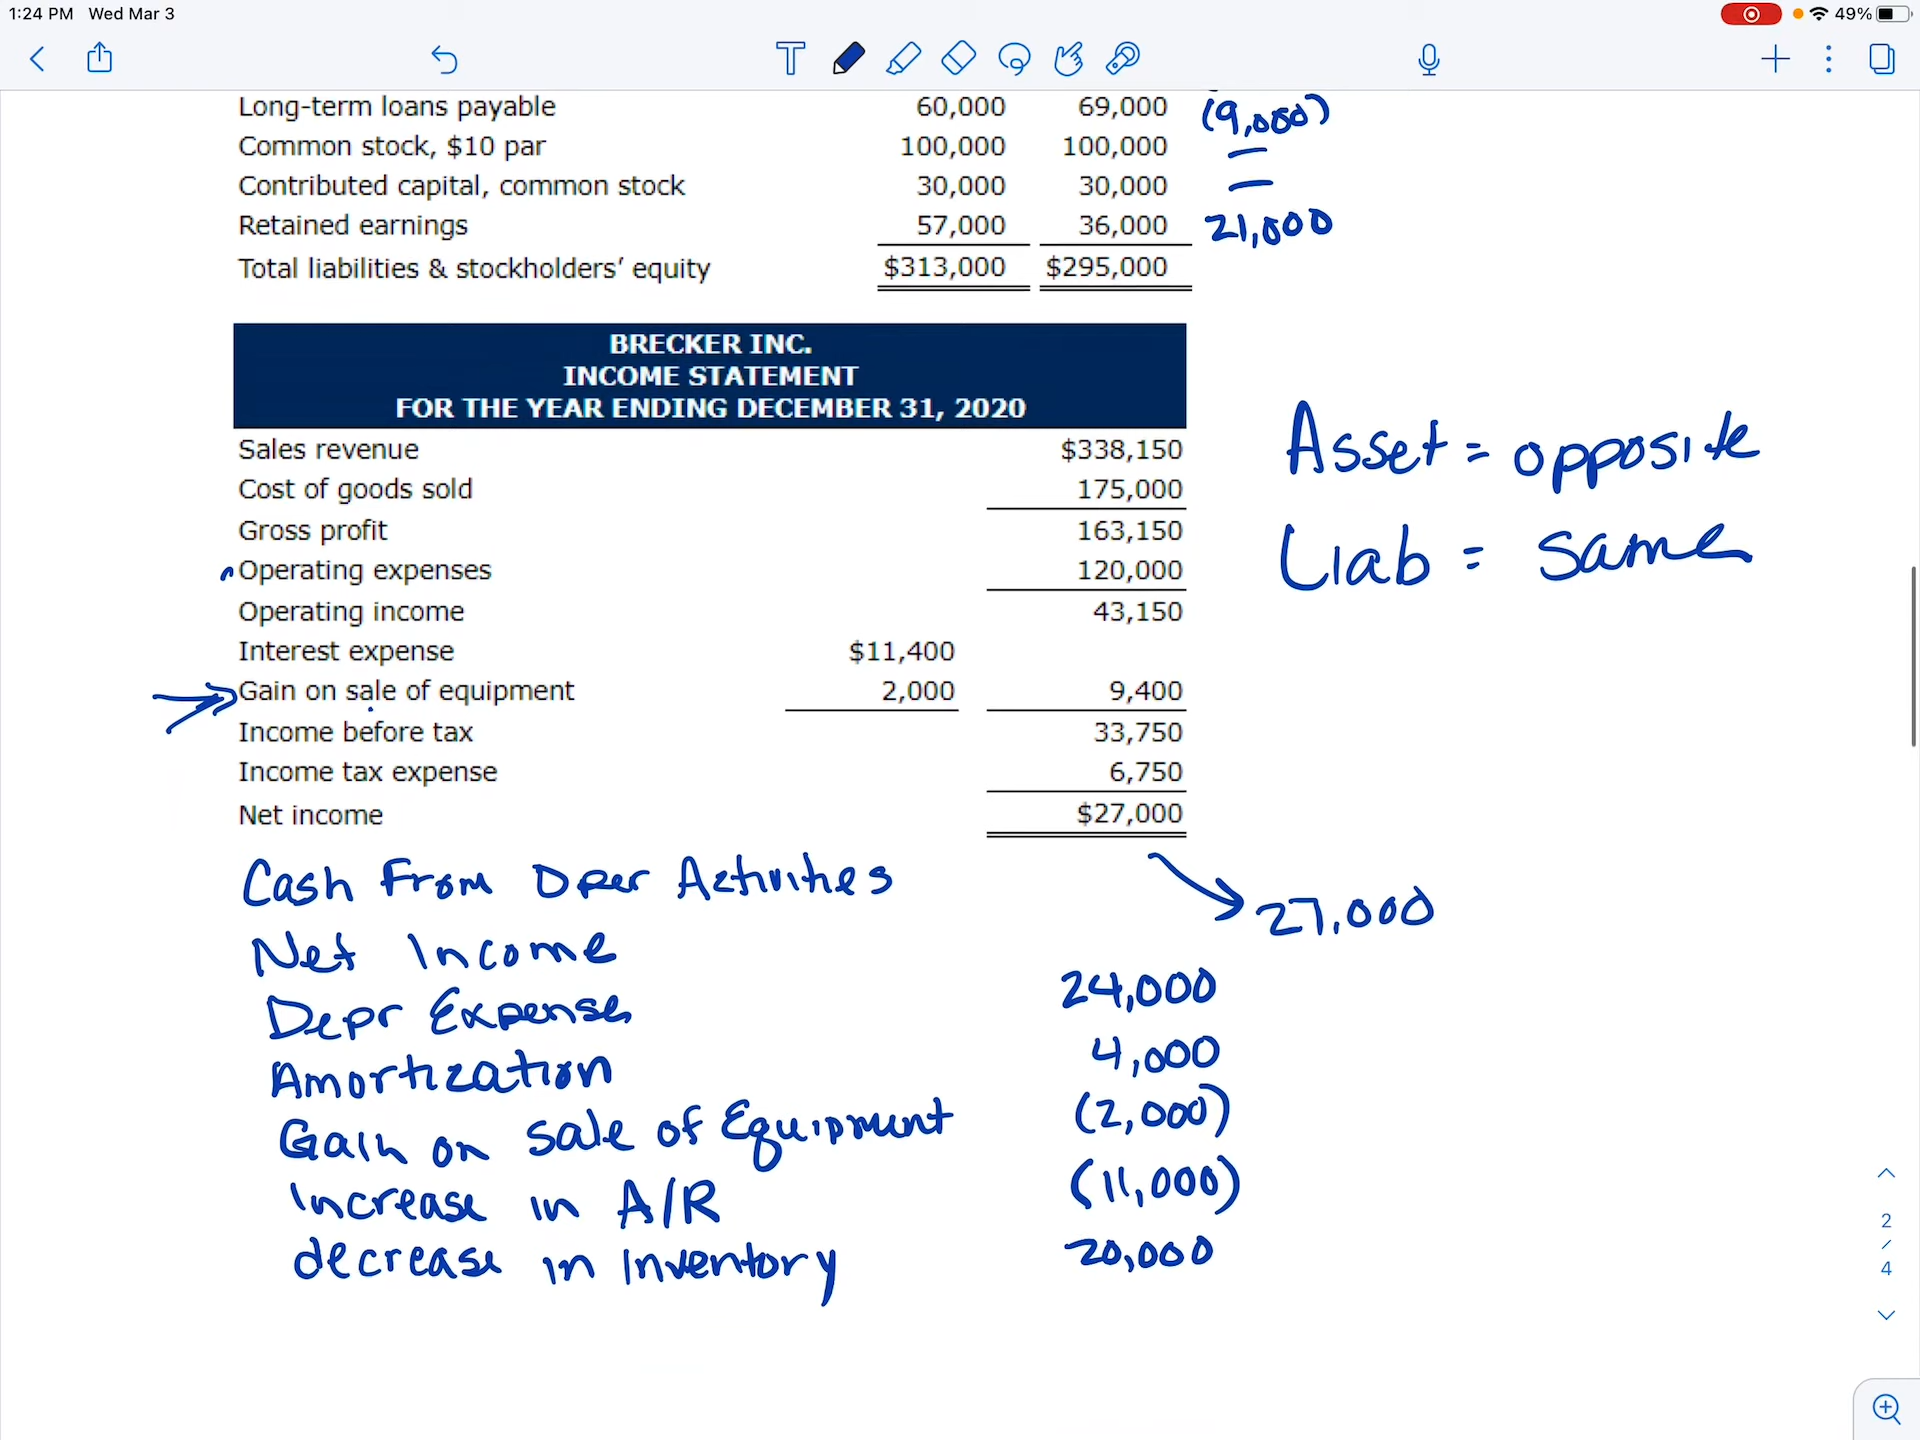 1:24 PM Wed Mar 3 49%
Long-term loans payable 60,000 69,000 (9,000)
Common stock, $10 par 100,000 100,000 —
Contributed capital, common stock 30,000 30,000 —
Retained earnings 57,000 36,000 21,000
Total liabilities & stockholders' equity $313,000 $295,000
BRECKER INC.
INCOME STATEMENT
FOR THE YEAR ENDING DECEMBER 31, 2020
Sales revenue $338,150
Cost of goods sold 175,000
Gross profit 163,150
Operating expenses 120,000
Operating income 43,150
Interest expense $11,400
Gain on sale of equipment 2,000 9,400
Income before tax 33,750
Income tax expense 6,750
Net income $27,000
Asset = opposite
Liab = same
Cash From Oper Activities
Net Income 27,000
Depr Expense 24,000
Amortization 4,000
Gain on sale of Equipment (2,000)
Increase in A/R (11,000)
decrease in Inventory 20,000
2 / 4